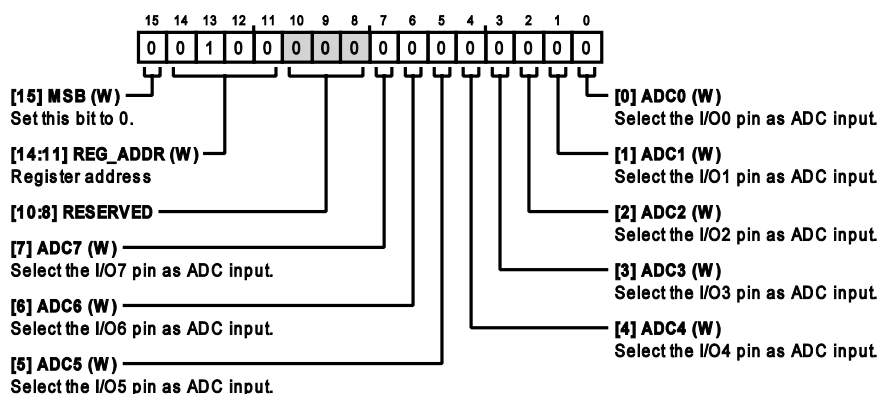 15 14 13 12 11 10 9 8 7 6 5 4 3 2 1 0
0 0 1 0 0 0 0 0 0 0 0 0 0 0 0 0
[15] MSB (W)
Set this bit to 0.
[14:11] REG_ADDR (W)
Register address
[10:8] RESERVED
[7] ADC7 (W)
Select the I/O7 pin as ADC input.
[6] ADC6 (W)
Select the I/O6 pin as ADC input.
[5] ADC5 (W)
Select the I/O5 pin as ADC input.
[0] ADC0 (W)
Select the I/O0 pin as ADC input.
[1] ADC1 (W)
Select the I/O1 pin as ADC input.
[2] ADC2 (W)
Select the I/O2 pin as ADC input.
[3] ADC3 (W)
Select the I/O3 pin as ADC input.
[4] ADC4 (W)
Select the I/O4 pin as ADC input.